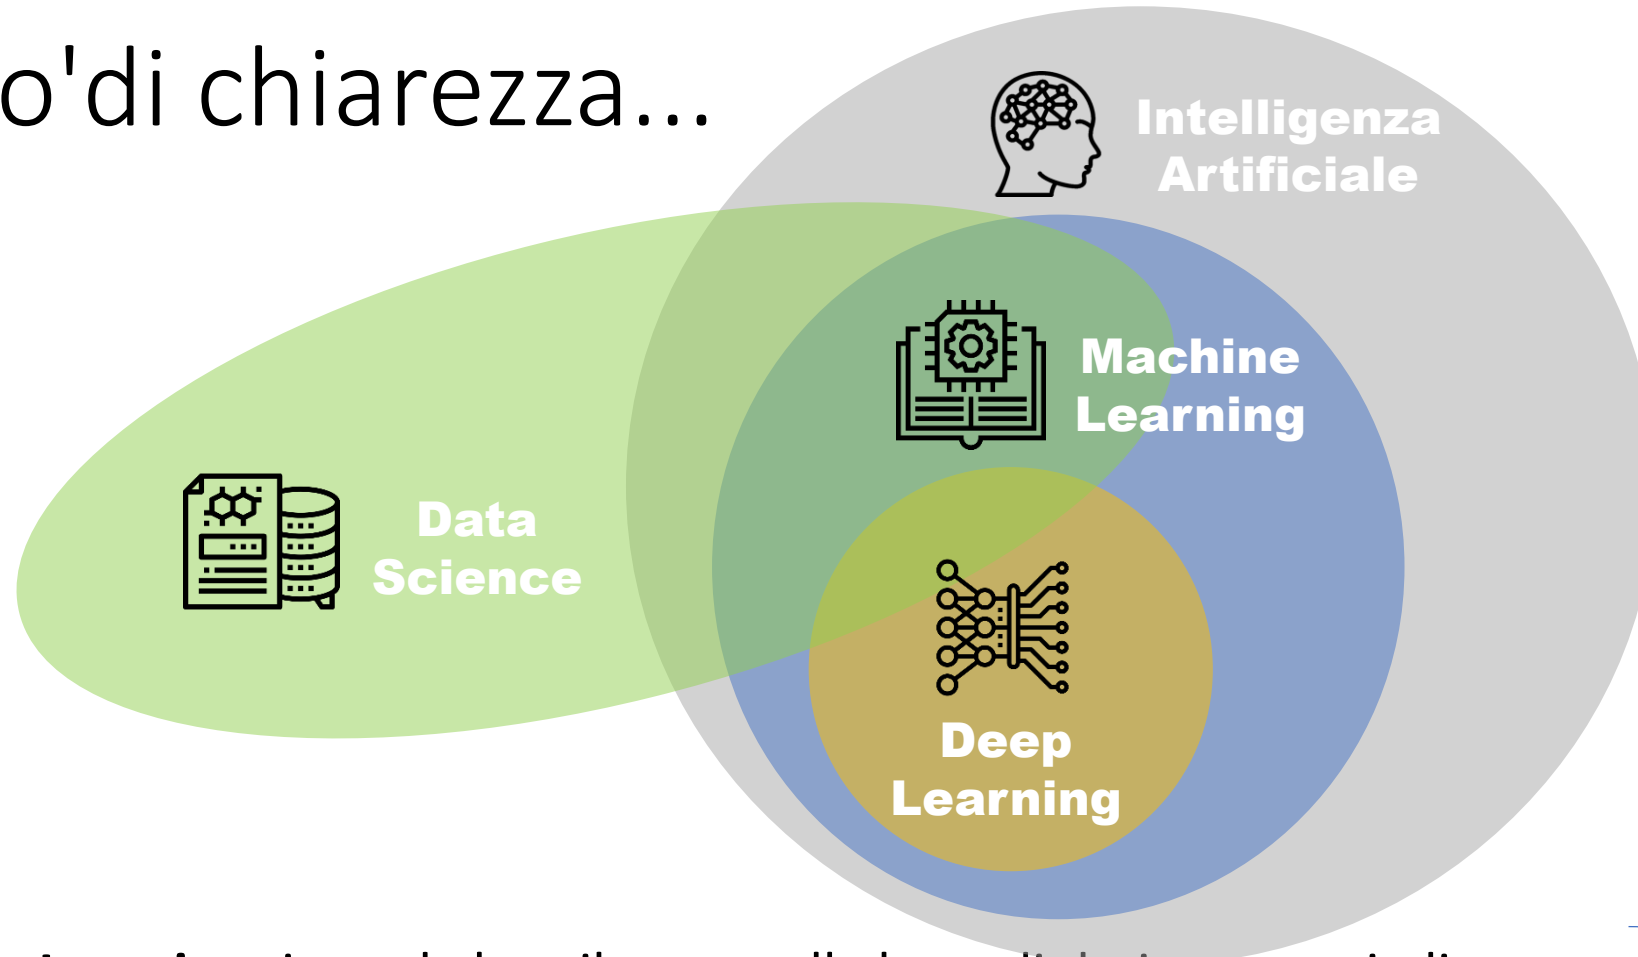 o'di chiarezza...
Intelligenza
Artificiale
Machine
Learning
Data
Science
Deep
Learning